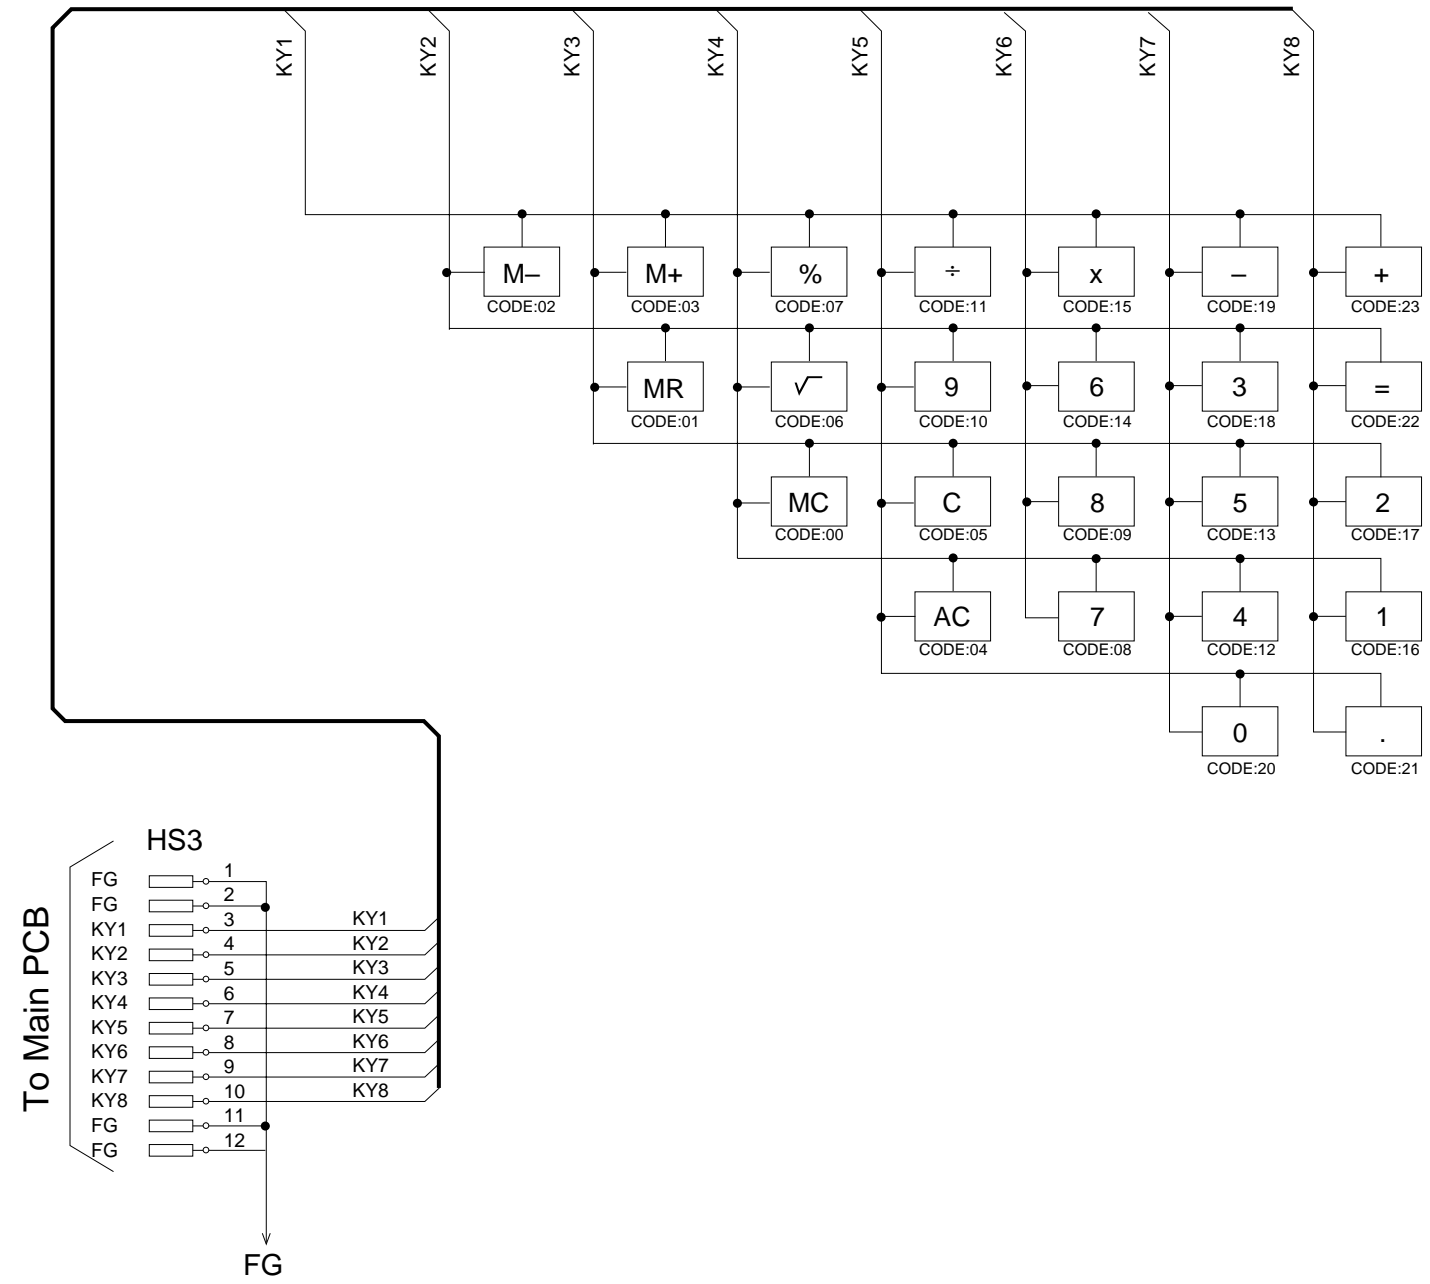 KY1 KY2 KY3 KY4 KY5 KY6 KY7 KY8
M– M+ % ÷ x – +
CODE:02 CODE:03 CODE:07 CODE:11 CODE:15 CODE:19 CODE:23
MR √ 9 6 3 =
CODE:01 CODE:06 CODE:10 CODE:14 CODE:18 CODE:22
MC C 8 5 2
CODE:00 CODE:05 CODE:09 CODE:13 CODE:17
AC 7 4 1
CODE:04 CODE:08 CODE:12 CODE:16
0 .
CODE:20 CODE:21
HS3
To Main PCB
FG 1
FG 2
KY1 3 KY1
KY2 4 KY2
KY3 5 KY3
KY4 6 KY4
KY5 7 KY5
KY6 8 KY6
KY7 9 KY7
KY8 10 KY8
FG 11
FG 12
FG